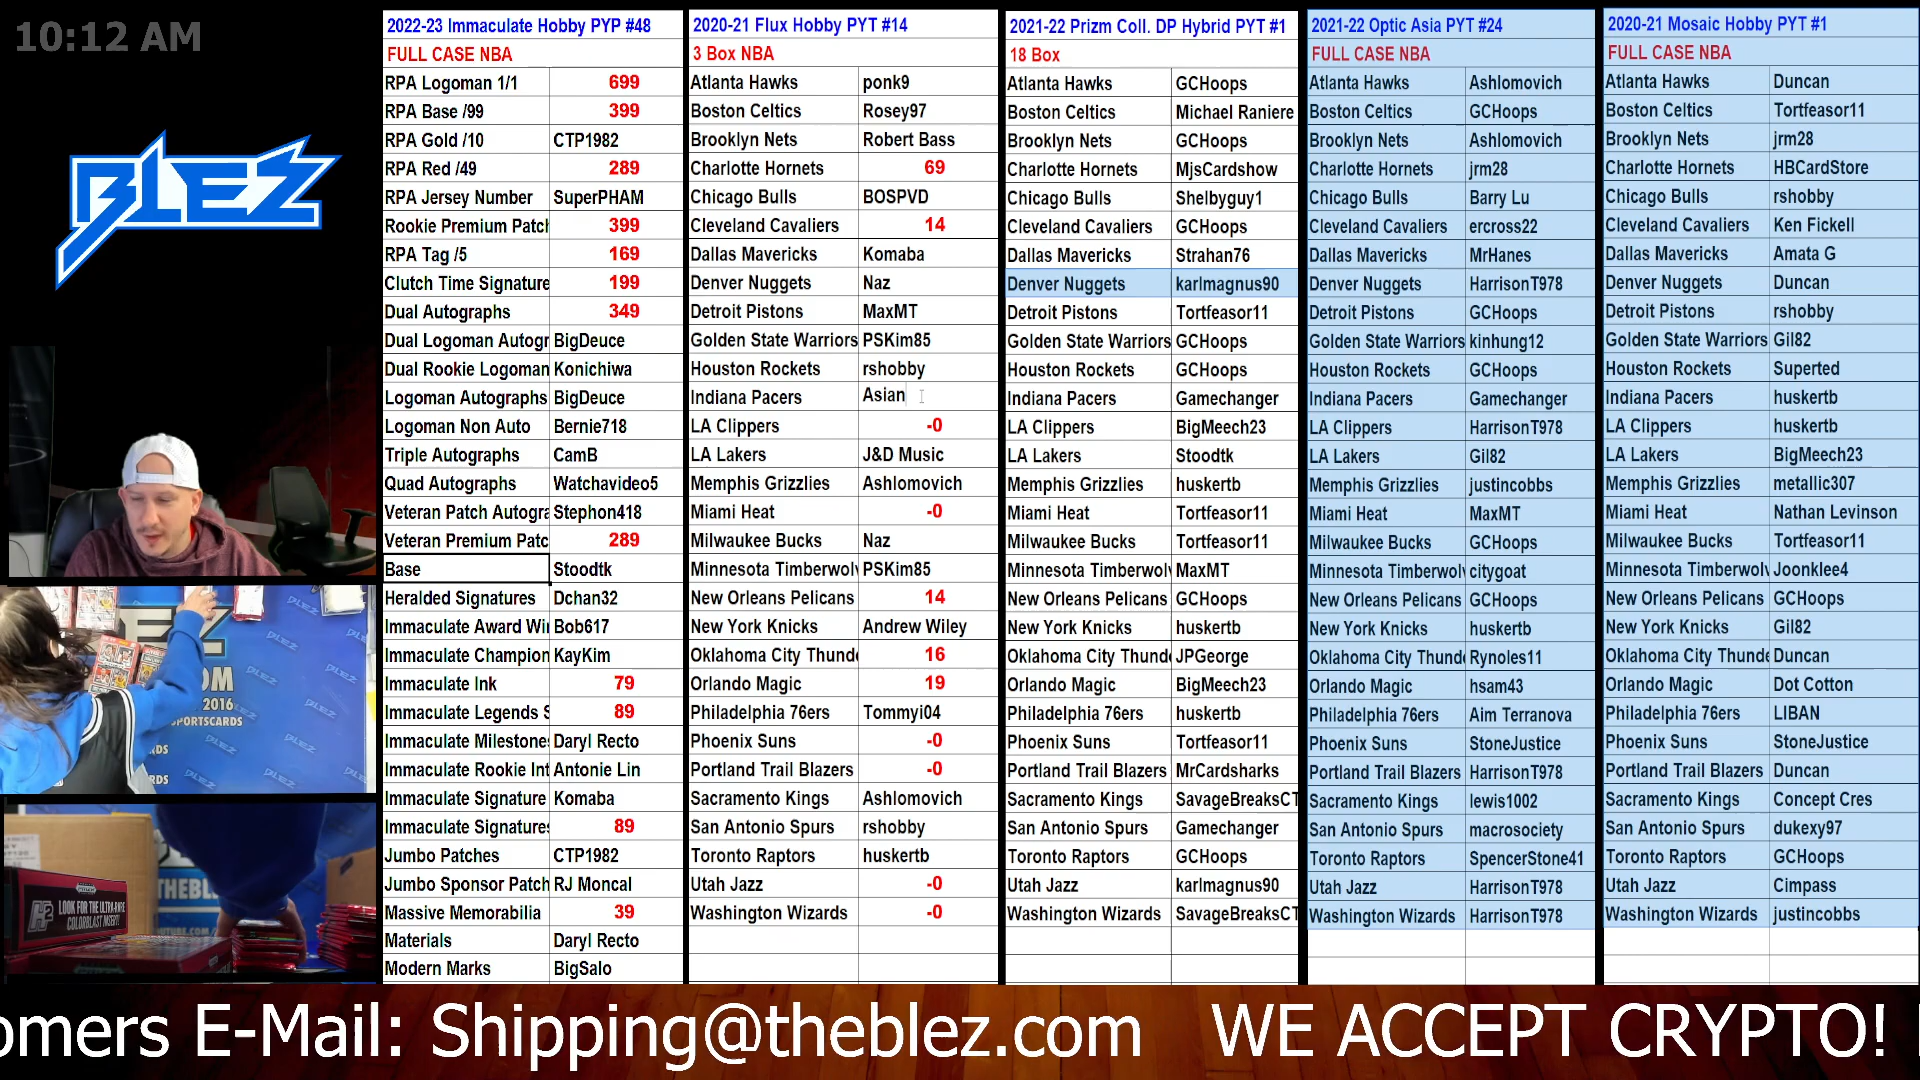 10:12 AM
BLEZ
2022-23 Immaculate Hobby PYP #48
FULL CASE NBA
RPA Logoman 1/1 699
RPA Base /99 399
RPA Gold /10 CTP1982
RPA Red /49 289
RPA Jersey Number SuperPHAM
Rookie Premium Patch 399
RPA Tag /5 169
Clutch Time Signature 199
Dual Autographs 349
Dual Logoman Autogr BigDeuce
Dual Rookie Logoman Konichiwa
Logoman Autographs BigDeuce
Logoman Non Auto Bernie718
Triple Autographs CamB
Quad Autographs Watchavideo5
Veteran Patch Autogra Stephon418
Veteran Premium Patc 289
Base Stoodtk
Heralded Signatures Dchan32
Immaculate Award Wi Bob617
Immaculate Champion KayKim
Immaculate Ink 79
Immaculate Legends S 89
Immaculate Milestone Daryl Recto
Immaculate Rookie Int Antonie Lin
Immaculate Signature Komaba
Immaculate Signatures 89
Jumbo Patches CTP1982
Jumbo Sponsor Patch RJ Moncal
Massive Memorabilia 39
Materials Daryl Recto
Modern Marks BigSalo
2020-21 Flux Hobby PYT #14
3 Box NBA
Atlanta Hawks ponk9
Boston Celtics Rosey97
Brooklyn Nets Robert Bass
Charlotte Hornets 69
Chicago Bulls BOSPVD
Cleveland Cavaliers 14
Dallas Mavericks Komaba
Denver Nuggets Naz
Detroit Pistons MaxMT
Golden State Warriors PSKim85
Houston Rockets rshobby
Indiana Pacers Asian
LA Clippers -0
LA Lakers J&D Music
Memphis Grizzlies Ashlomovich
Miami Heat -0
Milwaukee Bucks Naz
Minnesota Timberwol PSKim85
New Orleans Pelicans 14
New York Knicks Andrew Wiley
Oklahoma City Thund 16
Orlando Magic 19
Philadelphia 76ers Tommyi04
Phoenix Suns -0
Portland Trail Blazers -0
Sacramento Kings Ashlomovich
San Antonio Spurs rshobby
Toronto Raptors huskertb
Utah Jazz -0
Washington Wizards -0
2021-22 Prizm Coll. DP Hybrid PYT #1
18 Box
Atlanta Hawks GCHoops
Boston Celtics Michael Raniere
Brooklyn Nets GCHoops
Charlotte Hornets MjsCardshow
Chicago Bulls Shelbyguy1
Cleveland Cavaliers GCHoops
Dallas Mavericks Strahan76
Denver Nuggets karlmagnus90
Detroit Pistons Tortfeasor11
Golden State Warriors GCHoops
Houston Rockets GCHoops
Indiana Pacers Gamechanger
LA Clippers BigMeech23
LA Lakers Stoodtk
Memphis Grizzlies huskertb
Miami Heat Tortfeasor11
Milwaukee Bucks Tortfeasor11
Minnesota Timberwol MaxMT
New Orleans Pelicans GCHoops
New York Knicks huskertb
Oklahoma City Thund JPGeorge
Orlando Magic BigMeech23
Philadelphia 76ers huskertb
Phoenix Suns Tortfeasor11
Portland Trail Blazers MrCardsharks
Sacramento Kings SavageBreaksCT
San Antonio Spurs Gamechanger
Toronto Raptors GCHoops
Utah Jazz karlmagnus90
Washington Wizards SavageBreaksCT
2021-22 Optic Asia PYT #24
FULL CASE NBA
Atlanta Hawks Ashlomovich
Boston Celtics GCHoops
Brooklyn Nets Ashlomovich
Charlotte Hornets jrm28
Chicago Bulls Barry Lu
Cleveland Cavaliers ercross22
Dallas Mavericks MrHanes
Denver Nuggets HarrisonT978
Detroit Pistons GCHoops
Golden State Warriors kinhung12
Houston Rockets GCHoops
Indiana Pacers Gamechanger
LA Clippers HarrisonT978
LA Lakers Gil82
Memphis Grizzlies justincobbs
Miami Heat MaxMT
Milwaukee Bucks GCHoops
Minnesota Timberwol citygoat
New Orleans Pelicans GCHoops
New York Knicks huskertb
Oklahoma City Thund Rynoles11
Orlando Magic hsam43
Philadelphia 76ers Aim Terranova
Phoenix Suns StoneJustice
Portland Trail Blazers HarrisonT978
Sacramento Kings lewis1002
San Antonio Spurs macrosociety
Toronto Raptors SpencerStone41
Utah Jazz HarrisonT978
Washington Wizards HarrisonT978
2020-21 Mosaic Hobby PYT #1
FULL CASE NBA
Atlanta Hawks Duncan
Boston Celtics Tortfeasor11
Brooklyn Nets jrm28
Charlotte Hornets HBCardStore
Chicago Bulls rshobby
Cleveland Cavaliers Ken Fickell
Dallas Mavericks Amata G
Denver Nuggets Duncan
Detroit Pistons rshobby
Golden State Warriors Gil82
Houston Rockets Superted
Indiana Pacers huskertb
LA Clippers huskertb
LA Lakers BigMeech23
Memphis Grizzlies metallic307
Miami Heat Nathan Levinson
Milwaukee Bucks Tortfeasor11
Minnesota Timberwolv Joonklee4
New Orleans Pelicans GCHoops
New York Knicks Gil82
Oklahoma City Thunde Duncan
Orlando Magic Dot Cotton
Philadelphia 76ers LIBAN
Phoenix Suns StoneJustice
Portland Trail Blazers Duncan
Sacramento Kings Concept Cres
San Antonio Spurs dukexy97
Toronto Raptors GCHoops
Utah Jazz Cimpass
Washington Wizards justincobbs
EZ
OM
2016
SPORTSCARDS
RDS
RDS
THEBLE
H2
LOOK FOR THE ULTRA-RARE
COLORBLAST INSERT!
omers E-Mail: Shipping@theblez.com WE ACCEPT CRYPTO!